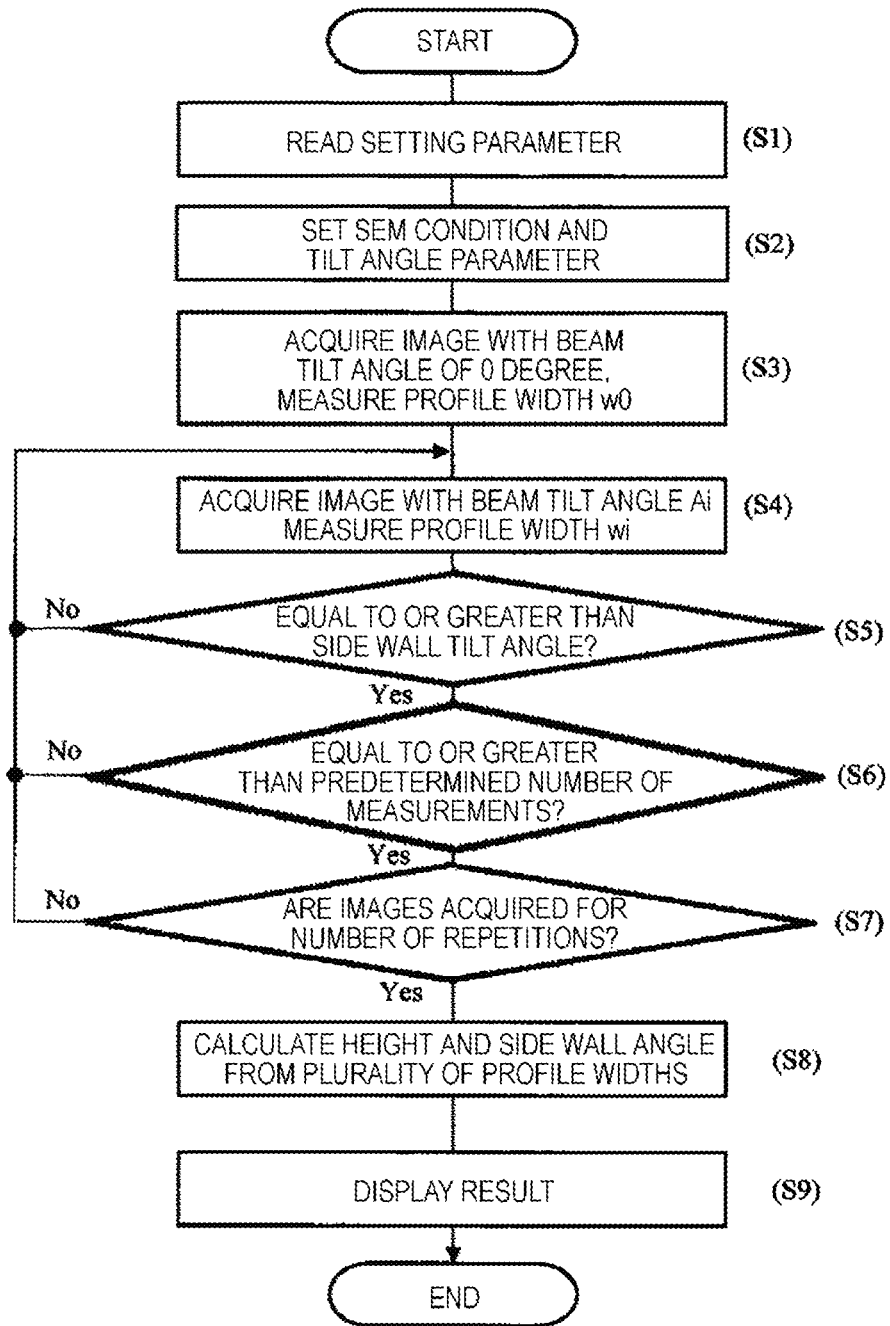 START
READ SETTING PARAMETER
(S1)
SET SEM CONDITION AND
TILT ANGLE PARAMETER
(S2)
ACQUIRE IMAGE WITH BEAM
TILT ANGLE OF 0 DEGREE,
MEASURE PROFILE WIDTH w0
(S3)
ACQUIRE IMAGE WITH BEAM TILT ANGLE Ai
MEASURE PROFILE WIDTH wi
(S4)
No
EQUAL TO OR GREATER THAN
SIDE WALL TILT ANGLE?
(S5)
Yes
No
EQUAL TO OR GREATER
THAN PREDETERMINED NUMBER OF
MEASUREMENTS?
(S6)
Yes
No
ARE IMAGES ACQUIRED FOR
NUMBER OF REPETITIONS?
(S7)
Yes
CALCULATE HEIGHT AND SIDE WALL ANGLE
FROM PLURALITY OF PROFILE WIDTHS
(S8)
DISPLAY RESULT
(S9)
END